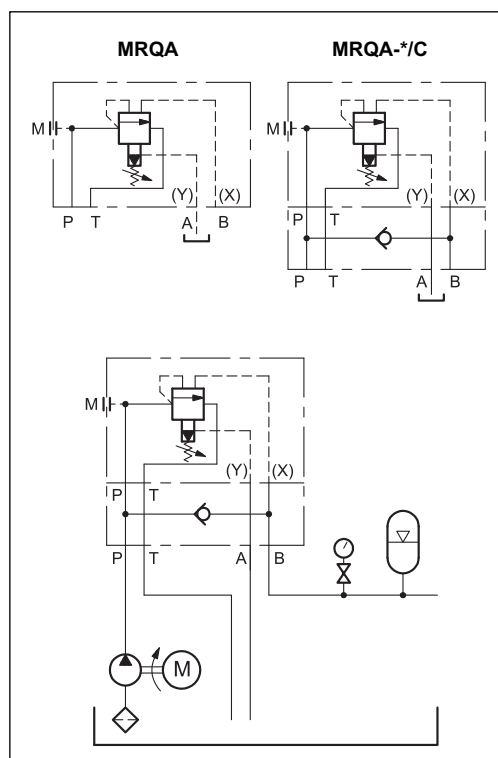 MRQA MRQA-*/C
M M
(Y) (X) (Y) (X)
P T A B P T
P T A B
M
(Y) (X)
P T
P T A B
M